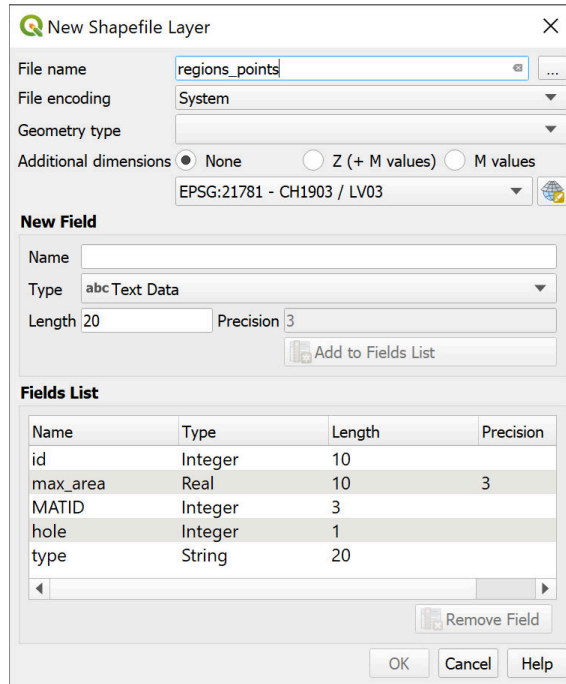 New Shapefile Layer
File name regions_points ...
File encoding System
Geometry type
Additional dimensions None Z (+ M values) M values
EPSG:21781 - CH1903 / LV03
New Field
Name
Type abc Text Data
Length 20 Precision 3
Add to Fields List
Fields List
Name Type Length Precision
id Integer 10
max_area Real 10 3
MATID Integer 3
hole Integer 1
type String 20
Remove Field
OK Cancel Help